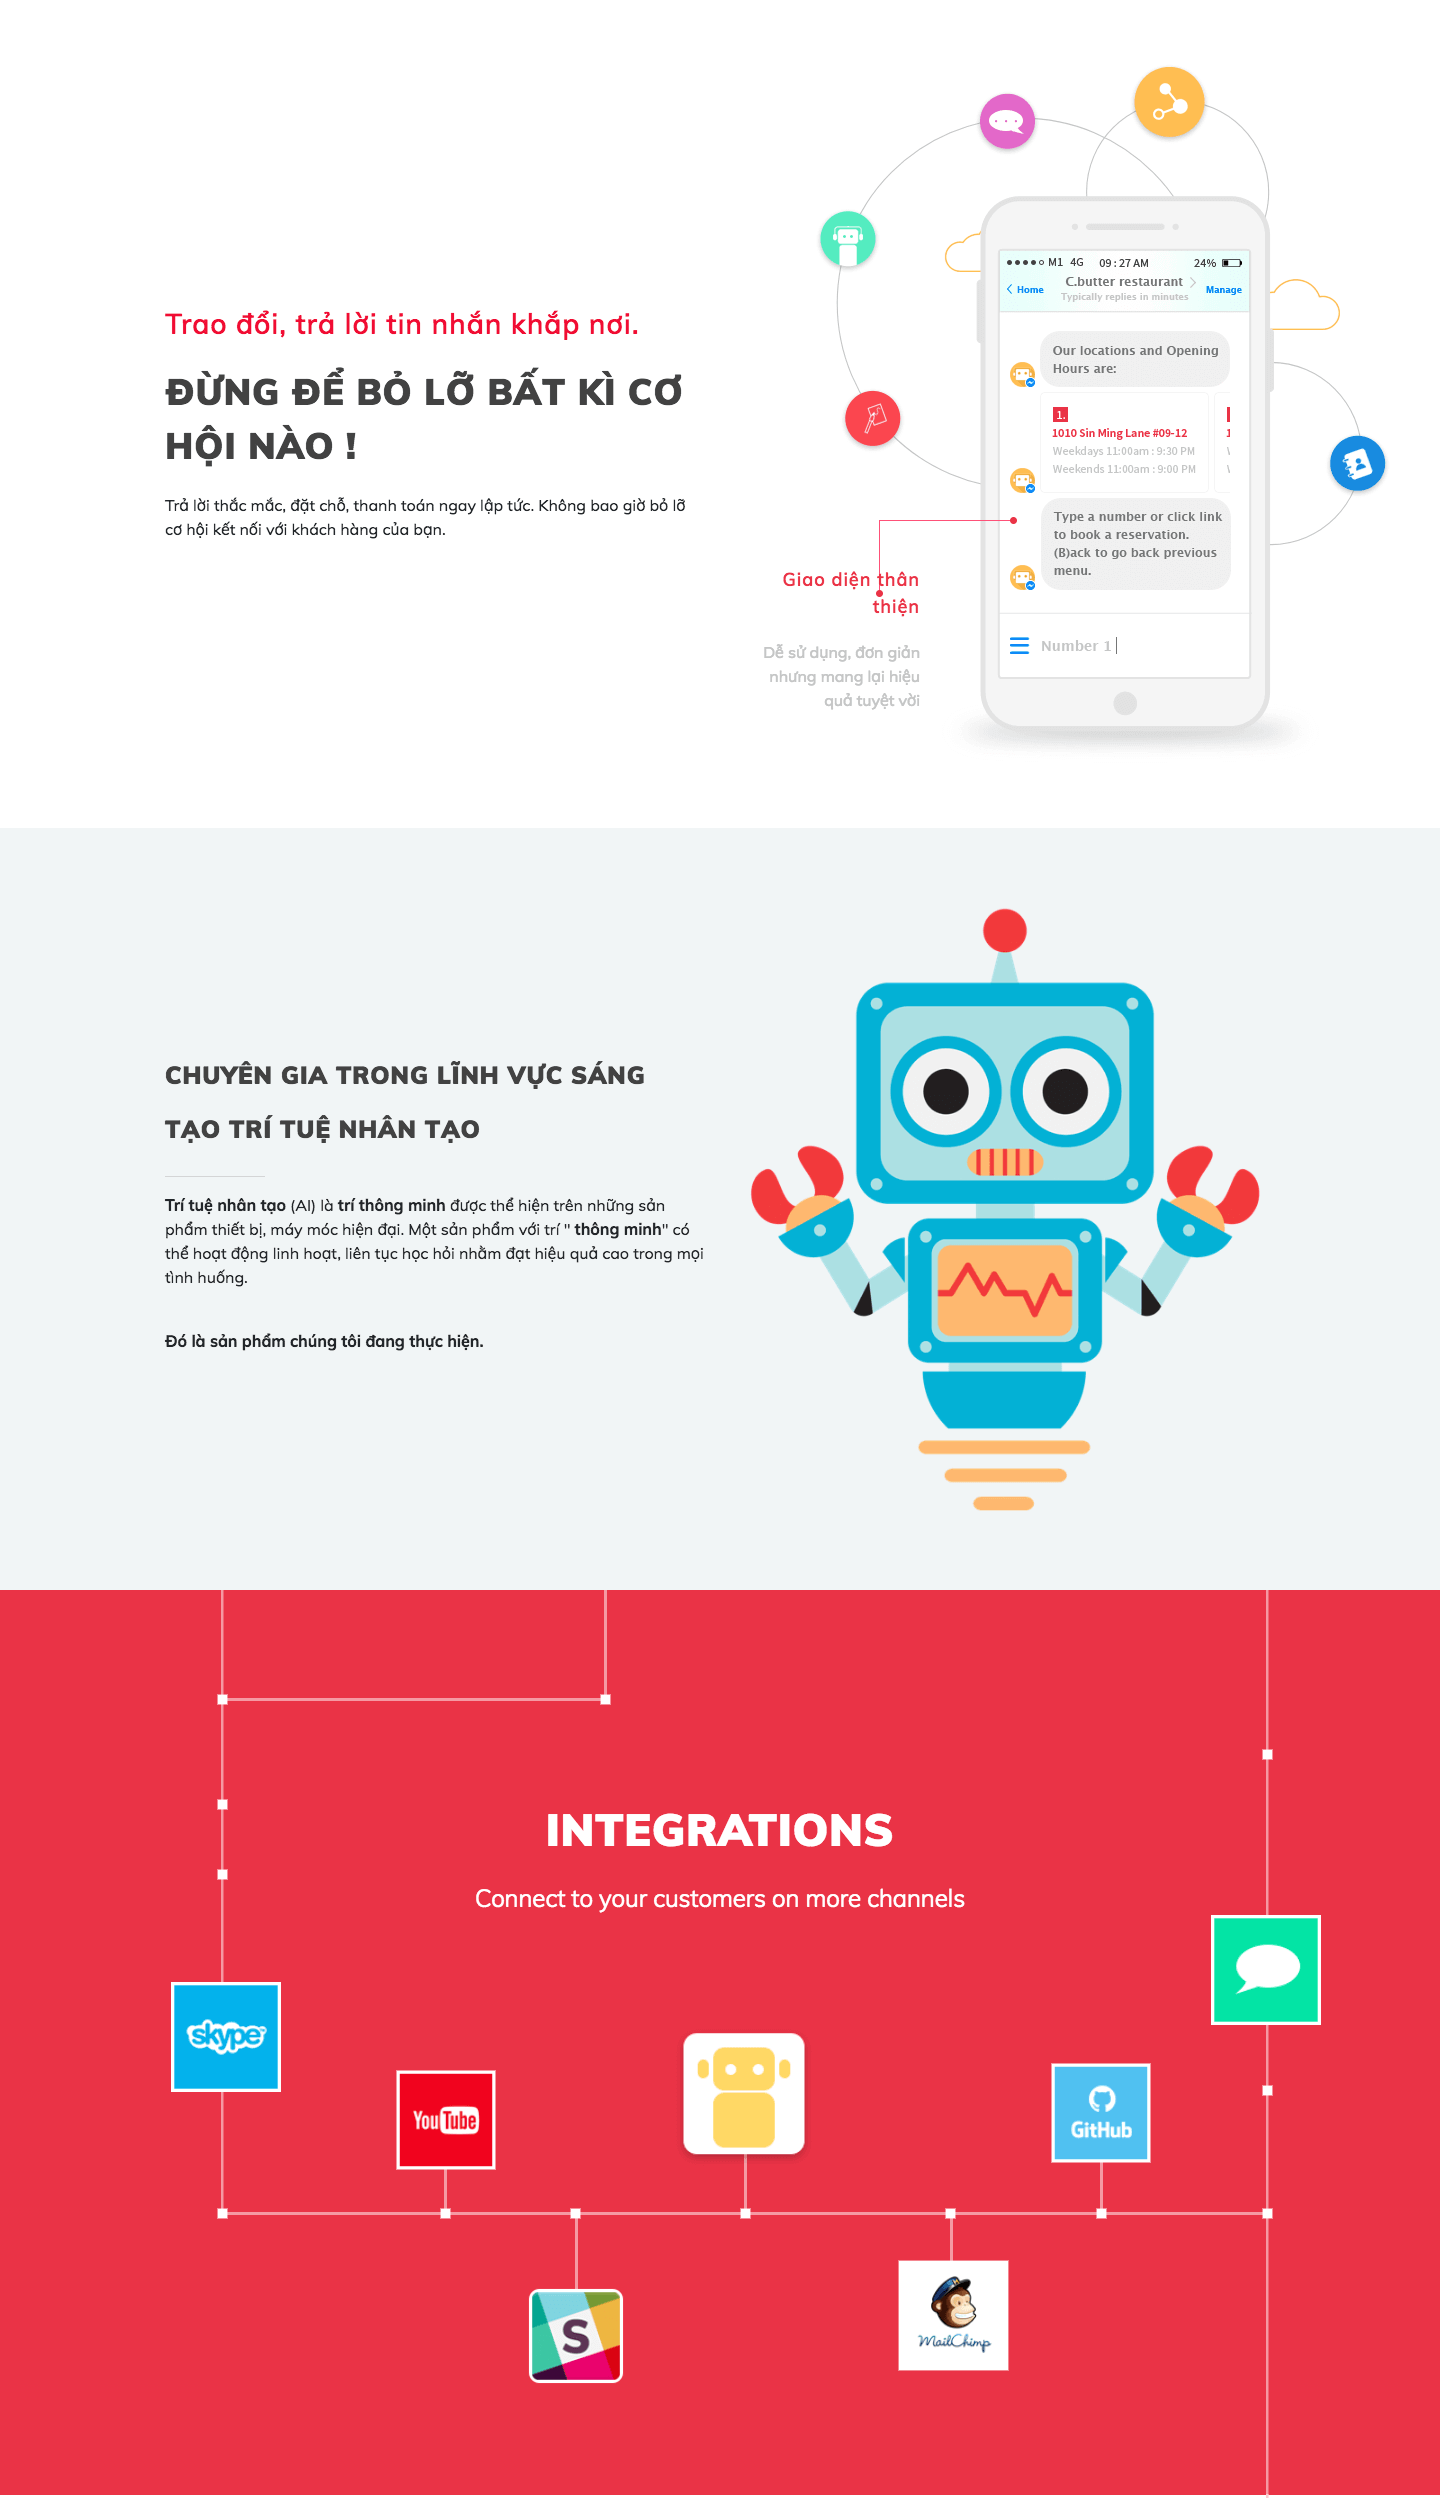 Trao đổi, trả lời tin nhắn khắp nơi.
ĐỪNG ĐỂ BỎ LỠ BẤT KÌ CƠ
HỘI NÀO !
Trả lời thắc mắc, đặt chỗ, thanh toán ngay lập tức. Không bao giờ bỏ lỡ
cơ hội kết nối với khách hàng của bạn.
M1 4G 09 : 27 AM 24%
Home C.butter restaurant Manage
Typically replies in minutes
Our locations and Opening
Hours are:
1.
1010 Sin Ming Lane #09-12
Weekdays 11:00am : 9:30 PM
Weekends 11:00am : 9:00 PM
Type a number or click link
to book a reservation.
(B)ack to go back previous
menu.
Number 1
Giao diện thân
thiện
Dễ sử dụng, đơn giản
nhưng mang lại hiệu
quả tuyệt vời
CHUYÊN GIA TRONG LĨNH VỰC SÁNG
TẠO TRÍ TUỆ NHÂN TẠO
Trí tuệ nhân tạo (AI) là trí thông minh được thể hiện trên những sản
phẩm thiết bị, máy móc hiện đại. Một sản phẩm với trí " thông minh" có
thể hoạt động linh hoạt, liên tục học hỏi nhằm đạt hiệu quả cao trong mọi
tình huống.
Đó là sản phẩm chúng tôi đang thực hiện.
INTEGRATIONS
Connect to your customers on more channels
skype
YouTube
GitHub
S
MailChimp